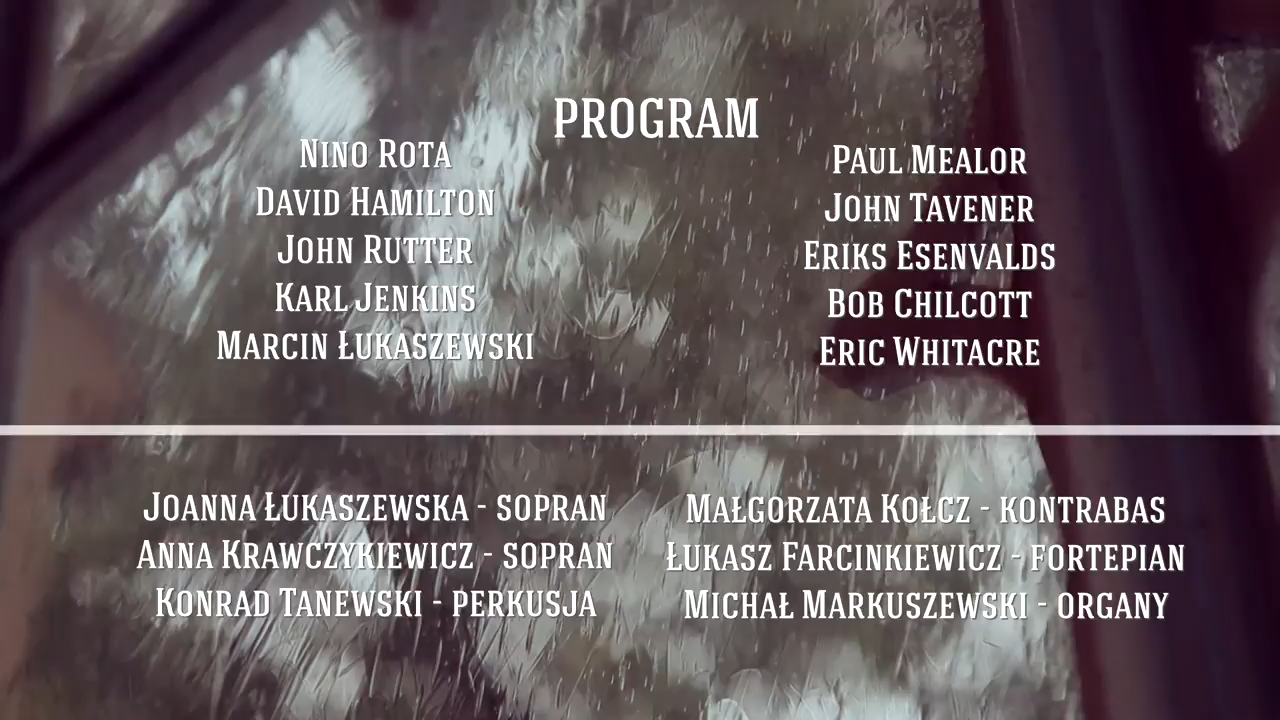 PROGRAM
NINO ROTA
DAVID HAMILTON
JOHN RUTTER
KARL JENKINS
MARCIN ŁUKASZEWSKI
PAUL MEALOR
JOHN TAVENER
ERIKS ESENVALDS
BOB CHILCOTT
ERIC WHITACRE
JOANNA ŁUKASZEWSKA - SOPRAN
ANNA KRAWCZYKIEWICZ - SOPRAN
KONRAD TANEWSKI - PERKUSJA
MAŁGORZATA KOŁCZ - KONTRABAS
ŁUKASZ FARCINKIEWICZ - FORTEPIAN
MICHAŁ MARKUSZEWSKI - ORGANY